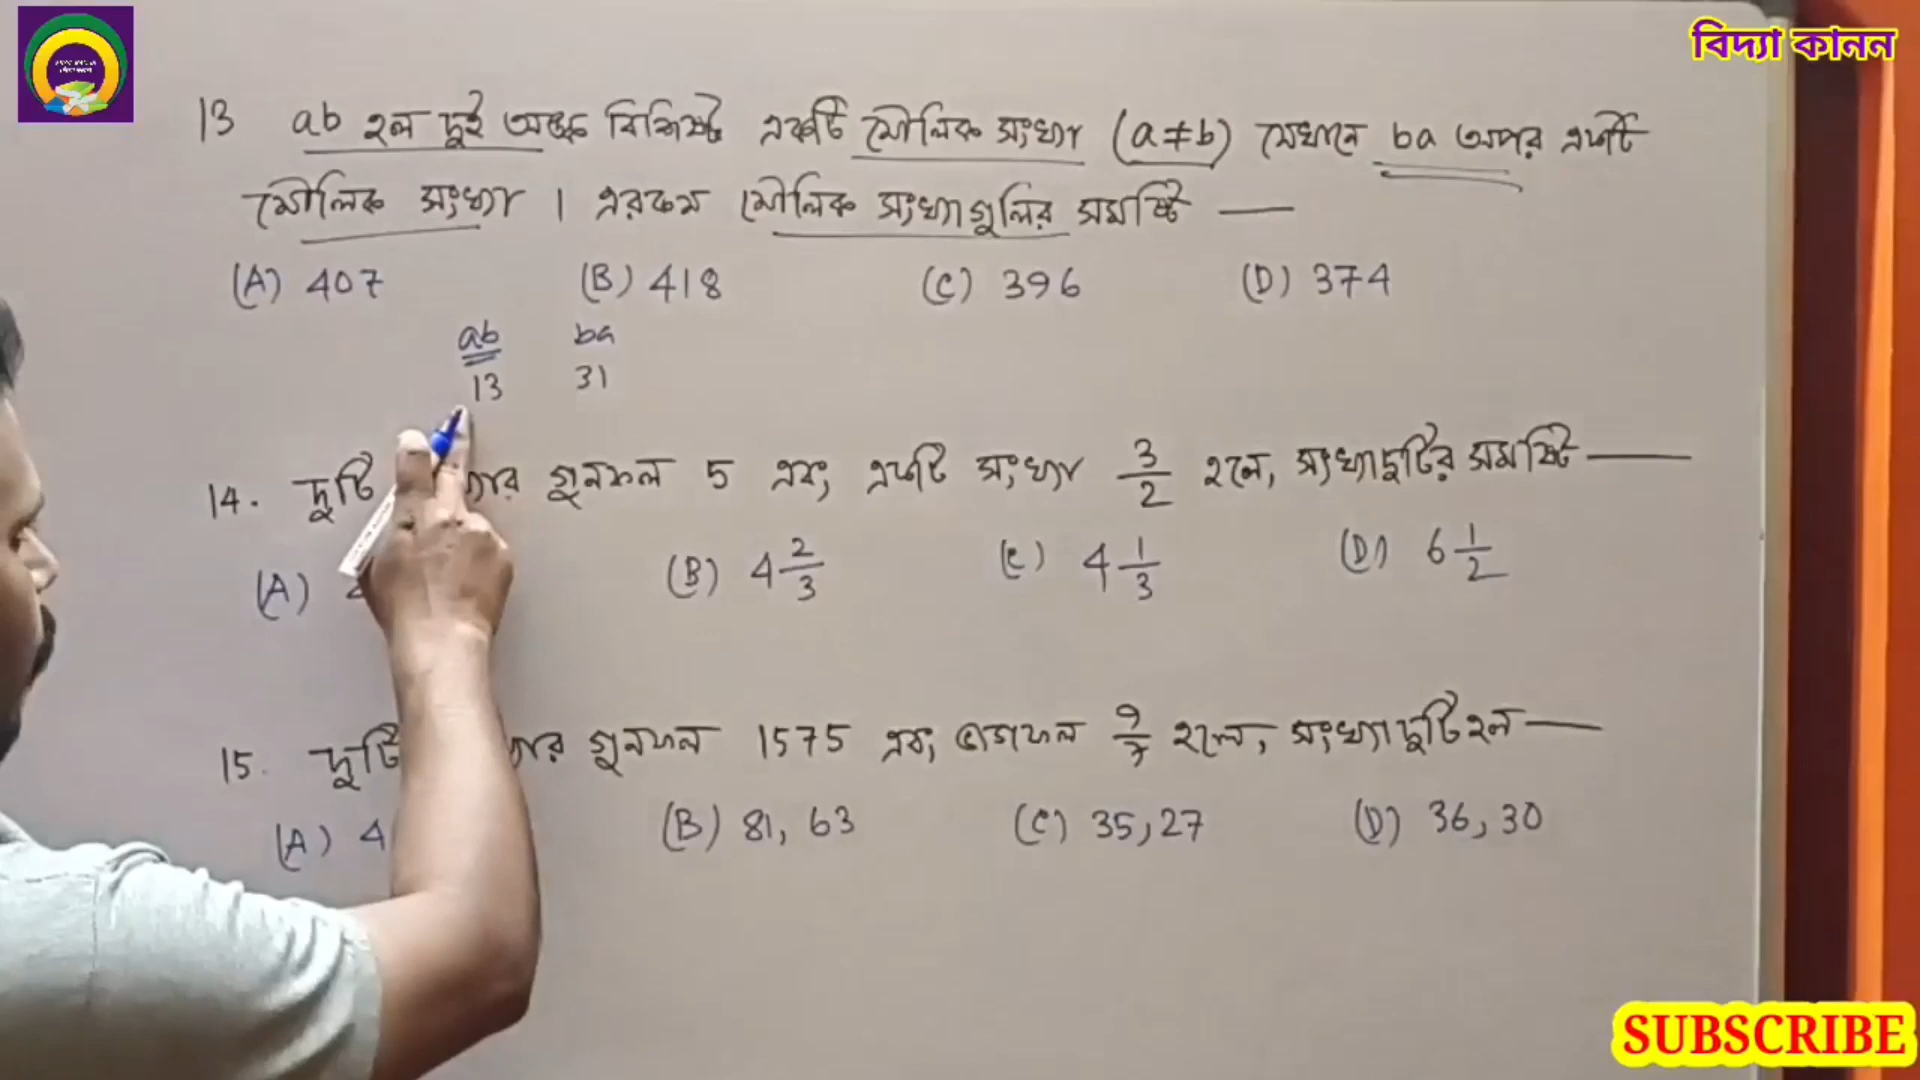 বিদ্যা কানন
13 ab হল দুই অঙ্ক বিশিষ্ট একটি মৌলিক সংখ্যা (a≠b) যেখানে ba অপর একটি
মৌলিক সংখ্যা । এরকম মৌলিক সংখ্যাগুলির সমষ্টি —
(A) 407 (B) 418 (C) 396 (D) 374
ab ba
13 31
14. দুটি গুনফল 5 এবং একটি সংখ্যা 3/2 হলে, সংখ্যাদুটির সমষ্টি —
(A) (B) 4 2/3 (C) 4 1/3 (D) 6 1/2
15. দুটি গুনফল 1575 এবং ভাগফল 9/7 হলে, সংখ্যাদুটি হল —
(A) 4 (B) 81, 63 (C) 35, 27 (D) 36, 30
SUBSCRIBE